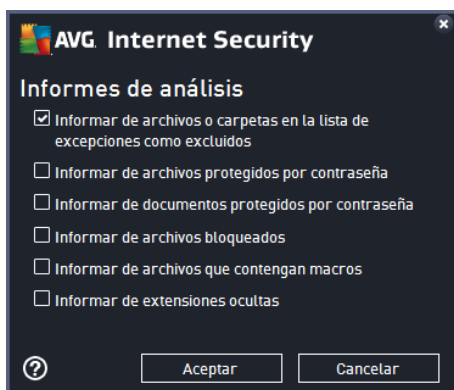 AVG Internet Security
Informes de análisis
Informar de archivos o carpetas en la lista de
excepciones como excluidos
Informar de archivos protegidos por contraseña
Informar de documentos protegidos por contraseña
Informar de archivos bloqueados
Informar de archivos que contengan macros
Informar de extensiones ocultas
? Aceptar Cancelar